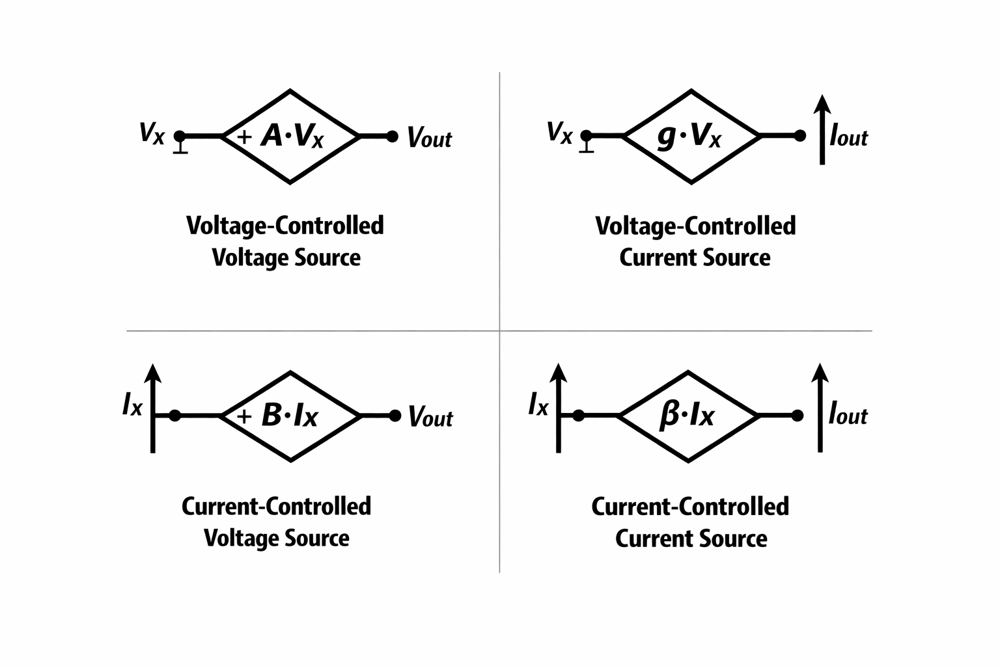 Vx + A·Vx Vout
Voltage-Controlled
Voltage Source
Vx g·Vx Iout
Voltage-Controlled
Current Source
Ix + B·Ix Vout
Current-Controlled
Voltage Source
Ix β·Ix Iout
Current-Controlled
Current Source